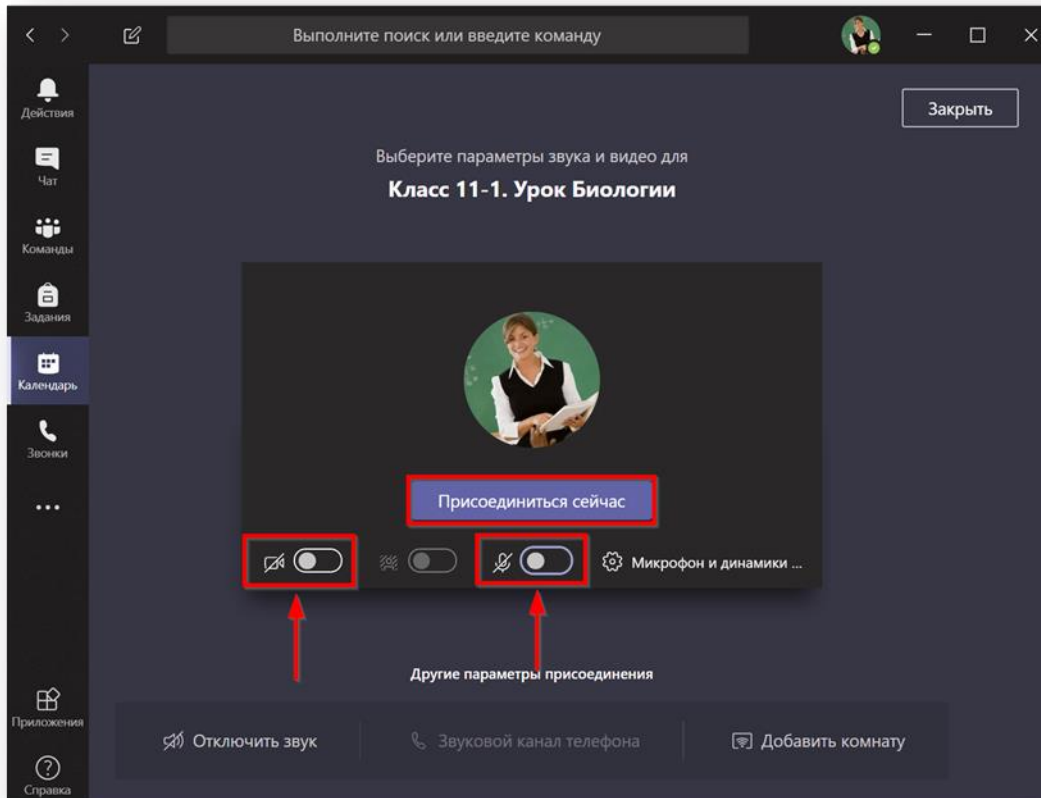 Выполните поиск или введите команду
Действия
Чат
Команды
Задания
Календарь
Звонки
Приложения
Справка
Закрыть
Выберите параметры звука и видео для
Класс 11-1. Урок Биологии
Присоединиться сейчас
Микрофон и динамики ...
Другие параметры присоединения
Отключить звук
Звуковой канал телефона
Добавить комнату